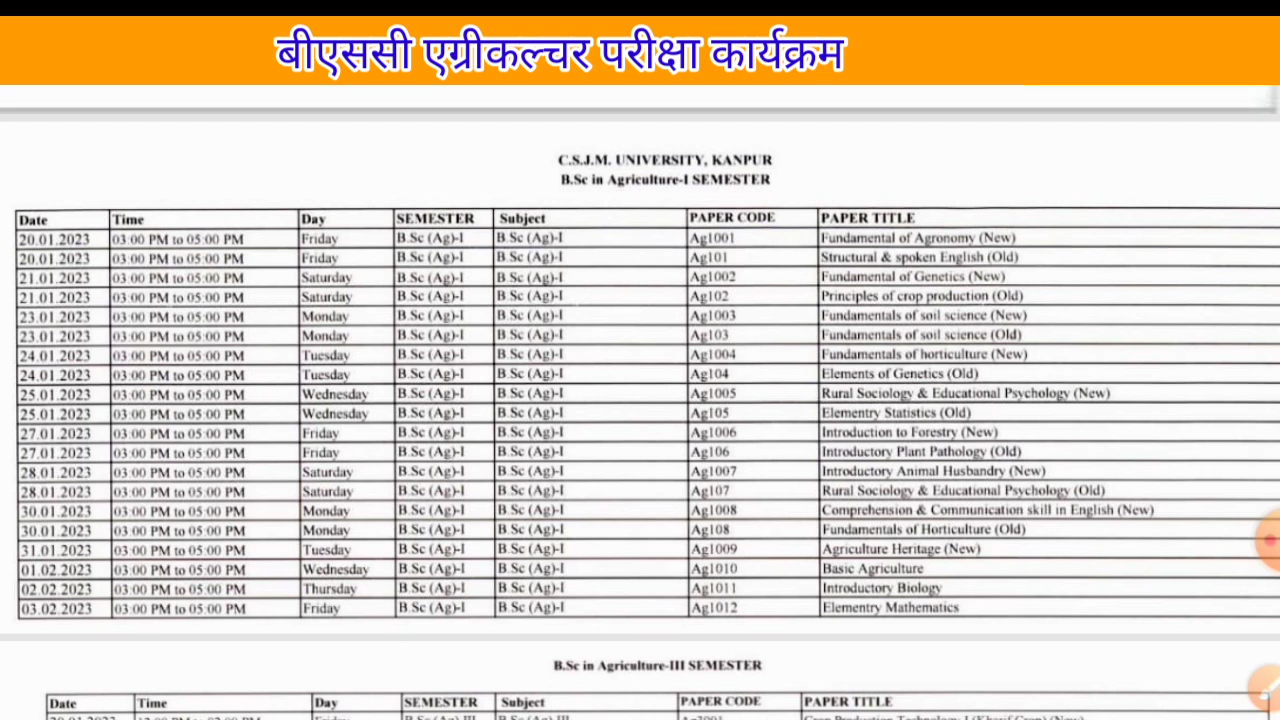 बीएससी एग्रीकल्चर परीक्षा कार्यक्रम
C.S.J.M. UNIVERSITY, KANPUR
B.Sc in Agriculture-I SEMESTER
Date Time Day SEMESTER Subject PAPER CODE PAPER TITLE
20.01.2023 03:00 PM to 05:00 PM Friday B.Sc (Ag)-I B.Sc (Ag)-I Ag1001 Fundamental of Agronomy (New)
20.01.2023 03:00 PM to 05:00 PM Friday B.Sc (Ag)-I B.Sc (Ag)-I Ag101 Structural & spoken English (Old)
21.01.2023 03:00 PM to 05:00 PM Saturday B.Sc (Ag)-I B.Sc (Ag)-I Ag1002 Fundamental of Genetics (New)
21.01.2023 03:00 PM to 05:00 PM Saturday B.Sc (Ag)-I B.Sc (Ag)-I Ag102 Principles of crop production (Old)
23.01.2023 03:00 PM to 05:00 PM Monday B.Sc (Ag)-I B.Sc (Ag)-I Ag1003 Fundamentals of soil science (New)
23.01.2023 03:00 PM to 05:00 PM Monday B.Sc (Ag)-I B.Sc (Ag)-I Ag103 Fundamentals of soil science (Old)
24.01.2023 03:00 PM to 05:00 PM Tuesday B.Sc (Ag)-I B.Sc (Ag)-I Ag1004 Fundamentals of horticulture (New)
24.01.2023 03:00 PM to 05:00 PM Tuesday B.Sc (Ag)-I B.Sc (Ag)-I Ag104 Elements of Genetics (Old)
25.01.2023 03:00 PM to 05:00 PM Wednesday B.Sc (Ag)-I B.Sc (Ag)-I Ag1005 Rural Sociology & Educational Psychology (New)
25.01.2023 03:00 PM to 05:00 PM Wednesday B.Sc (Ag)-I B.Sc (Ag)-I Ag105 Elementry Statistics (Old)
27.01.2023 03:00 PM to 05:00 PM Friday B.Sc (Ag)-I B.Sc (Ag)-I Ag1006 Introduction to Forestry (New)
27.01.2023 03:00 PM to 05:00 PM Friday B.Sc (Ag)-I B.Sc (Ag)-I Ag106 Introductory Plant Pathology (Old)
28.01.2023 03:00 PM to 05:00 PM Saturday B.Sc (Ag)-I B.Sc (Ag)-I Ag1007 Introductory Animal Husbandry (New)
28.01.2023 03:00 PM to 05:00 PM Saturday B.Sc (Ag)-I B.Sc (Ag)-I Ag107 Rural Sociology & Educational Psychology (Old)
30.01.2023 03:00 PM to 05:00 PM Monday B.Sc (Ag)-I B.Sc (Ag)-I Ag1008 Comprehension & Communication skill in English (New)
30.01.2023 03:00 PM to 05:00 PM Monday B.Sc (Ag)-I B.Sc (Ag)-I Ag108 Fundamentals of Horticulture (Old)
31.01.2023 03:00 PM to 05:00 PM Tuesday B.Sc (Ag)-I B.Sc (Ag)-I Ag1009 Agriculture Heritage (New)
01.02.2023 03:00 PM to 05:00 PM Wednesday B.Sc (Ag)-I B.Sc (Ag)-I Ag1010 Basic Agriculture
02.02.2023 03:00 PM to 05:00 PM Thursday B.Sc (Ag)-I B.Sc (Ag)-I Ag1011 Introductory Biology
03.02.2023 03:00 PM to 05:00 PM Friday B.Sc (Ag)-I B.Sc (Ag)-I Ag1012 Elementry Mathematics
B.Sc in Agriculture-III SEMESTER
Date Time Day SEMESTER Subject PAPER CODE PAPER TITLE